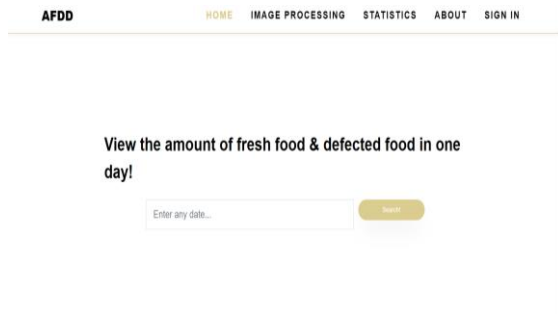 AFDD HOME IMAGE PROCESSING STATISTICS ABOUT SIGN IN
View the amount of fresh food & defected food in one
day!
Enter any date... Search